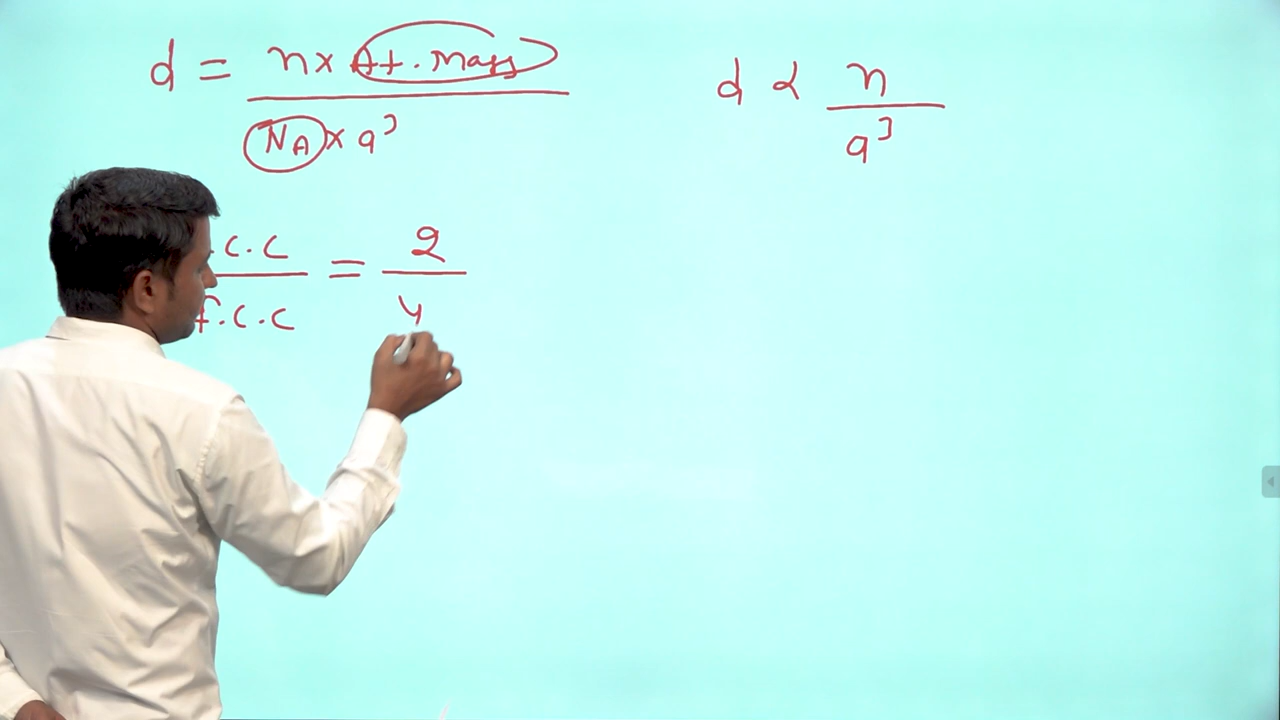 d = n × At. Mass / NA × a³
d ∝ n / a³
.c.c / f.c.c = 2 / 4